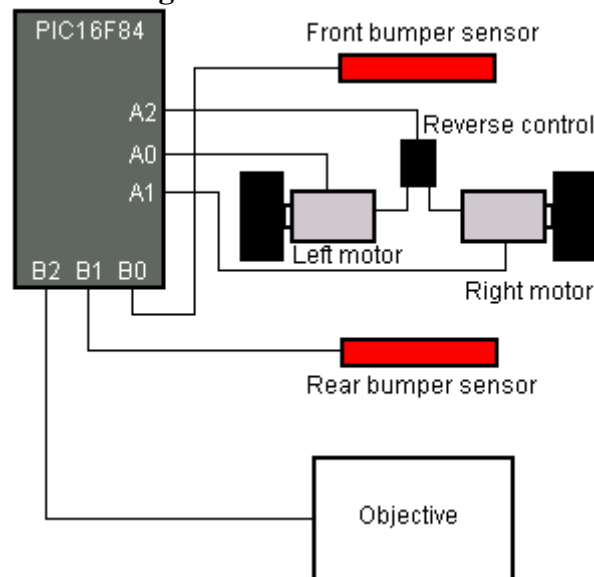 PIC16F84
Front bumper sensor
A2
Reverse control
A0
A1
Left motor
B2 B1 B0
Right motor
Rear bumper sensor
Objective